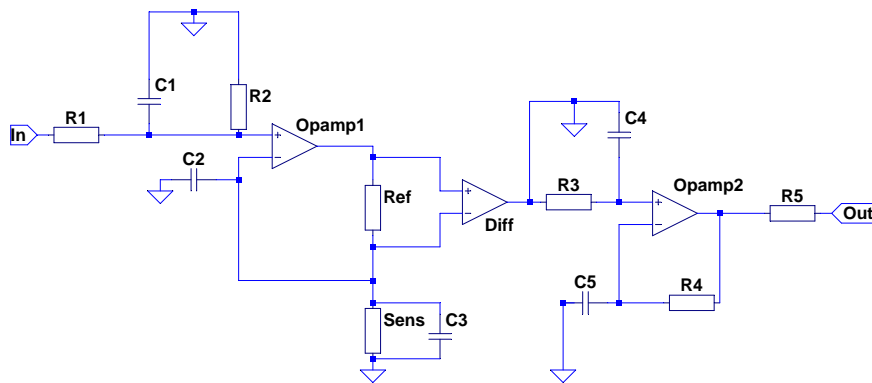 In
R1
C1
R2
C2
Opamp1
+
−
Ref
Sens
C3
+
−
Diff
R3
C4
Opamp2
+
−
C5
R4
R5
Out